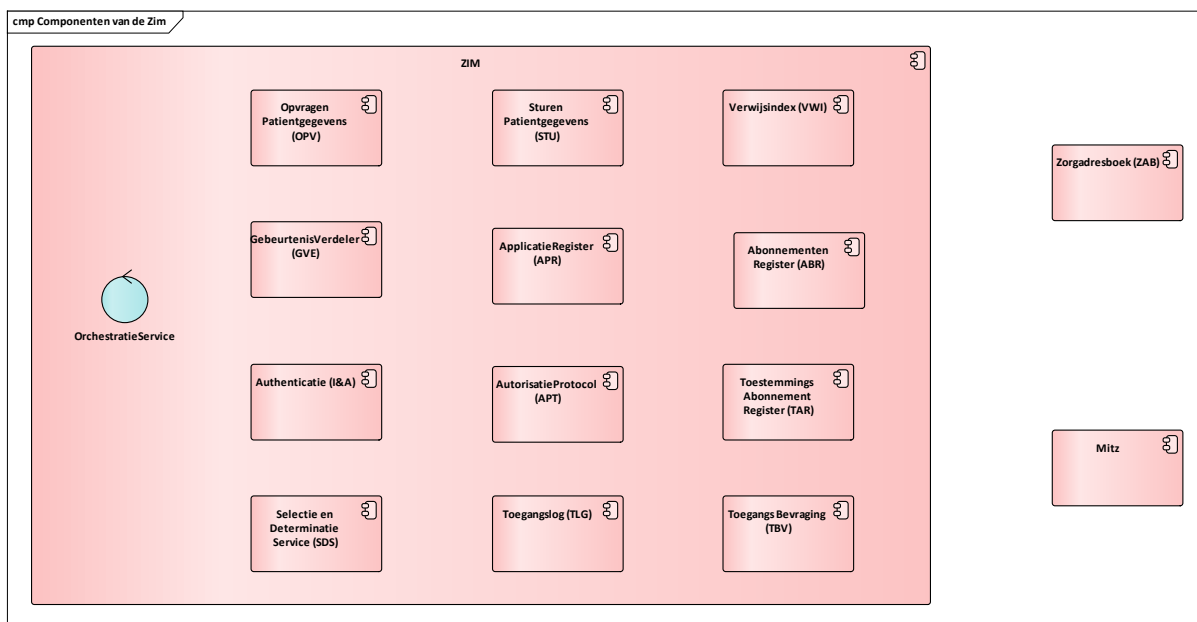 cmp Componenten van de Zim
ZIM
Opvragen
Patientgegevens
(OPV)
Sturen
Patientgegevens
(STU)
Verwijsindex (VWI)
Zorgadresboek (ZAB)
GebeurtenisVerdeler
(GVE)
ApplicatieRegister
(APR)
Abonnementen
Register (ABR)
OrchestratieService
Authenticatie (I&A)
AutorisatieProtocol
(APT)
Toestemmings
Abonnement
Register (TAR)
Mitz
Selectie en
Determinatie
Service (SDS)
Toegangslog (TLG)
Toegangs Bevraging
(TBV)